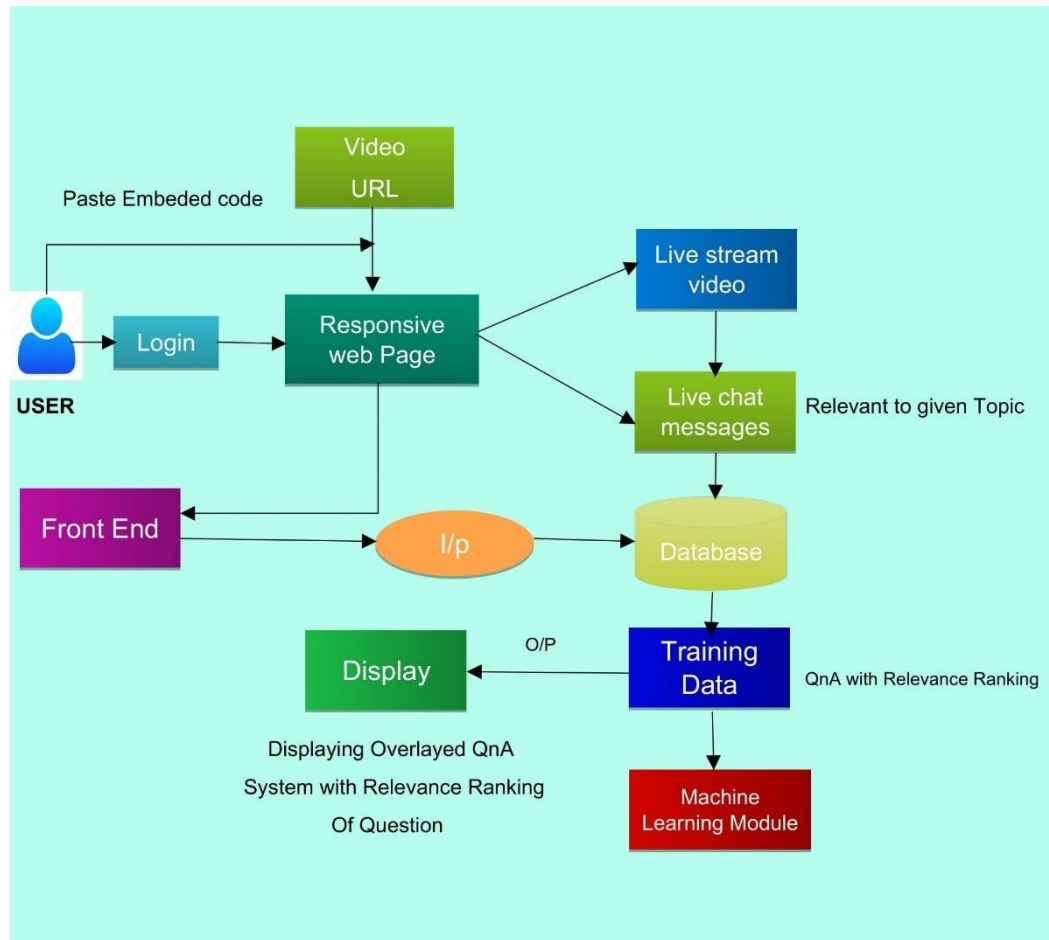 Video
URL
Paste Embeded code
Live stream
video
Login
Responsive
web Page
USER
Live chat
messages
Relevant to given Topic
Front End
I/p
Database
O/P
Display
Training
Data
QnA with Relevance Ranking
Displaying Overlayed QnA
System with Relevance Ranking
Of Question
Machine
Learning Module